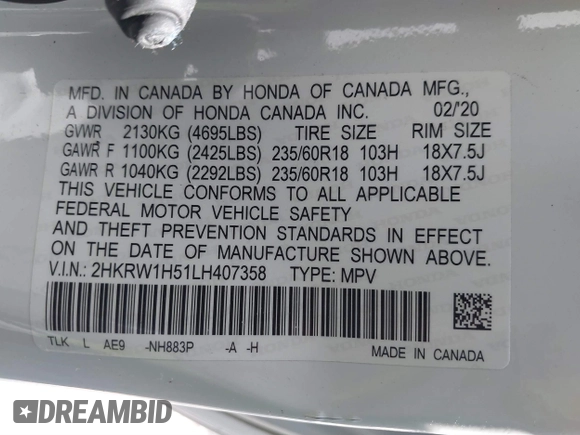 MFD. IN CANADA BY HONDA OF CANADA MFG.,
A DIVISION OF HONDA CANADA INC. 02/'20
GVWR 2130KG (4695LBS) TIRE SIZE RIM SIZE
GAWR F 1100KG (2425LBS) 235/60R18 103H 18X7.5J
GAWR R 1040KG (2292LBS) 235/60R18 103H 18X7.5J
THIS VEHICLE CONFORMS TO ALL APPLICABLE
FEDERAL MOTOR VEHICLE SAFETY
AND THEFT PREVENTION STANDARDS IN EFFECT
ON THE DATE OF MANUFACTURE SHOWN ABOVE.
V.I.N.: 2HKRW1H51LH407358 TYPE: MPV
TLK L AE9 -NH883P -A -H MADE IN CANADA
DREAMBID